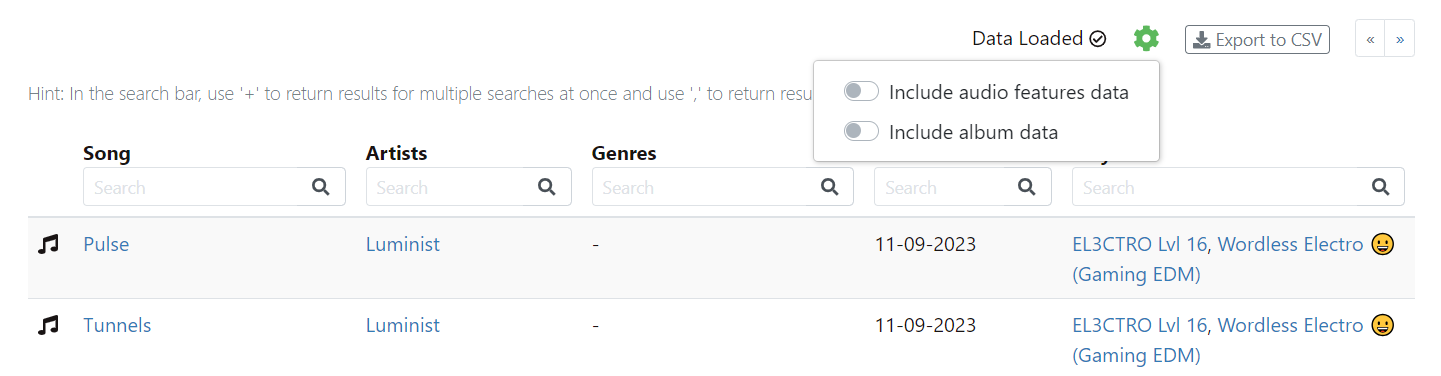 Data Loaded
Export to CSV
«
»
Include audio features data
Include album data
Hint: In the search bar, use '+' to return results for multiple searches at once and use ',' to return
Song
Artists
Genres
Search
Search
Search
Search
Search
Pulse
Luminist
-
11-09-2023
EL3CTRO Lvl 16, Wordless Electro 😀
(Gaming EDM)
Tunnels
Luminist
-
11-09-2023
EL3CTRO Lvl 16, Wordless Electro 😀
(Gaming EDM)